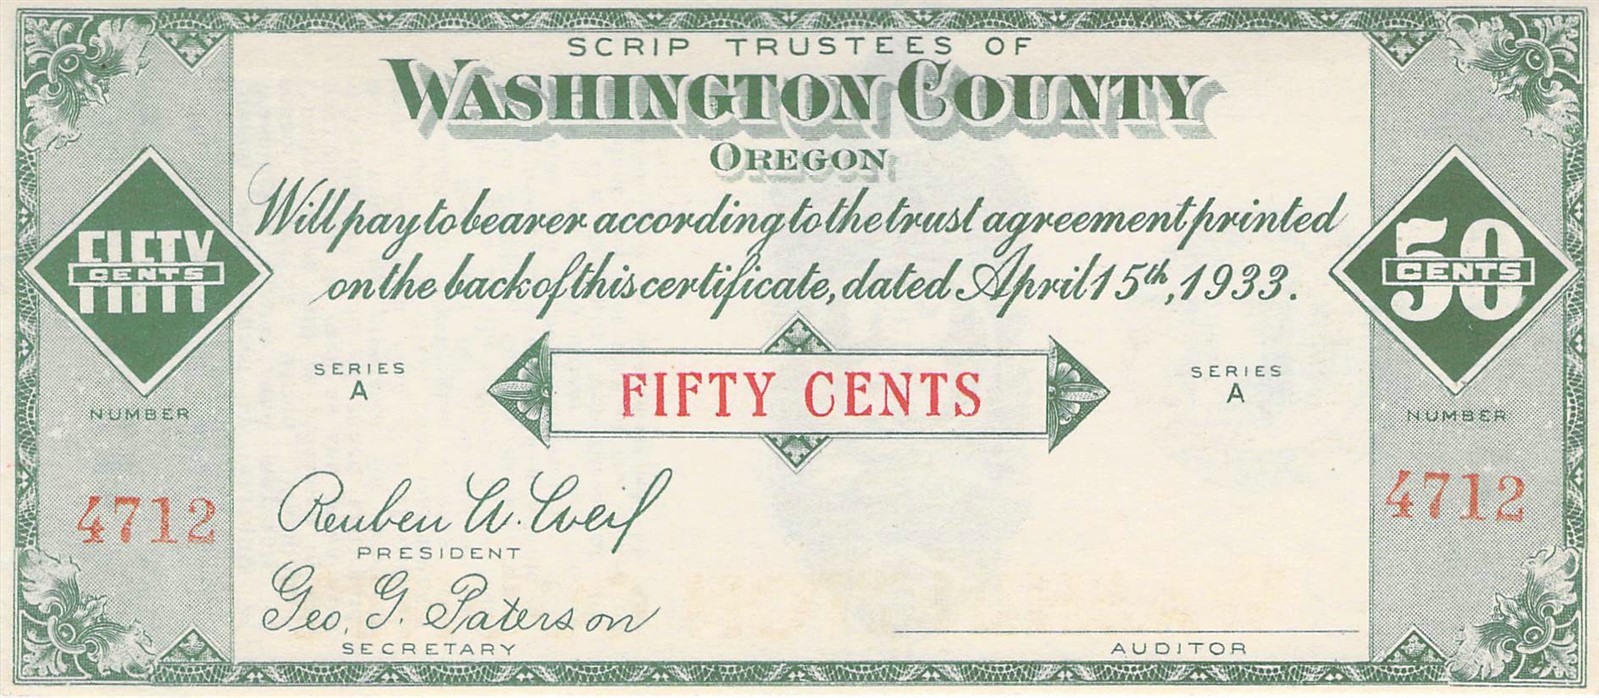 SCRIP TRUSTEES OF
WASHINGTON COUNTY
OREGON
Will pay to bearer according to the trust agreement printed
on the back of this certificate, dated April 15th, 1933.
FIFTY
CENTS
50
CENTS
SERIES
A
FIFTY CENTS
SERIES
A
NUMBER
4712
NUMBER
4712
Reuben W. Weil
PRESIDENT
Geo. G. Paterson
SECRETARY
AUDITOR